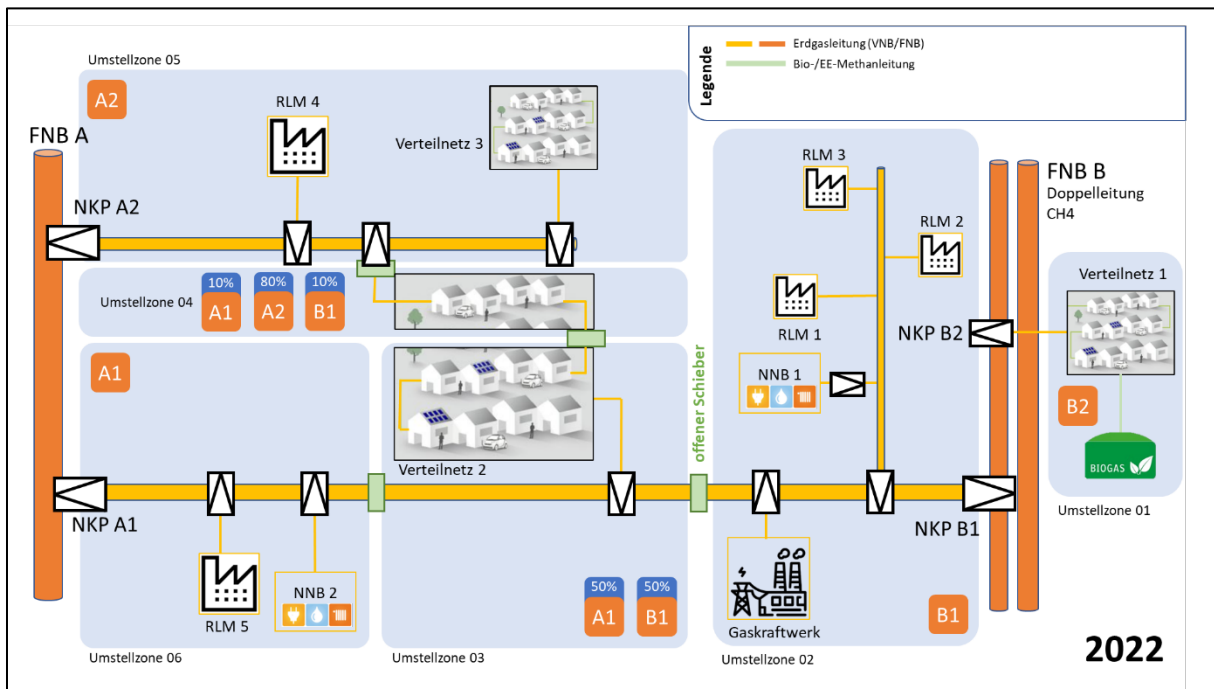 Legende
Erdgasleitung (VNB/FNB)
Bio-/EE-Methanleitung
Umstellzone 05
A2
RLM 4
Verteilnetz 3
FNB A
NKP A2
Umstellzone 04
10%
A1
80%
A2
10%
B1
A1
Verteilnetz 2
NKP A1
RLM 5
NNB 2
Umstellzone 06
50%
A1
50%
B1
Umstellzone 03
offener Schieber
RLM 3
RLM 2
RLM 1
NNB 1
NKP B2
NKP B1
Gaskraftwerk
B1
Umstellzone 02
FNB B
Doppelleitung
CH4
Verteilnetz 1
B2
BIOGAS
Umstellzone 01
2022